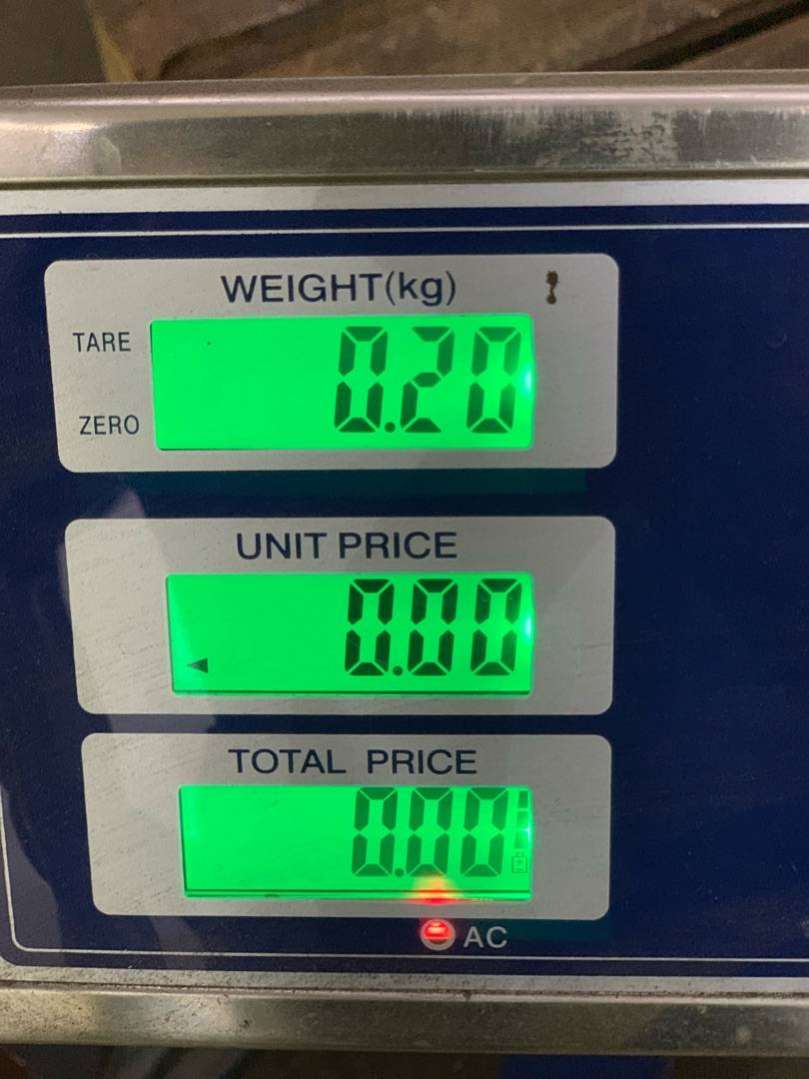 WEIGHT(kg)
TARE
0.20
ZERO
UNIT PRICE
0.00
TOTAL PRICE
0.00
AC